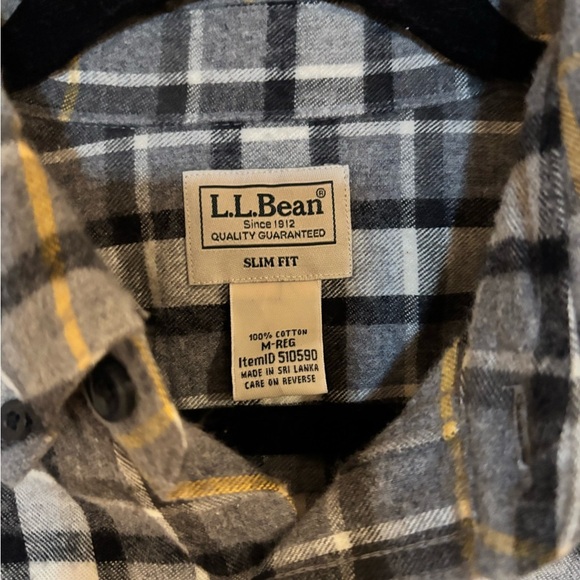 L.L.Bean®
Since 1912
QUALITY GUARANTEED
SLIM FIT
100% COTTON
M-REG
ItemID 510590
MADE IN SRI LANKA
CARE ON REVERSE